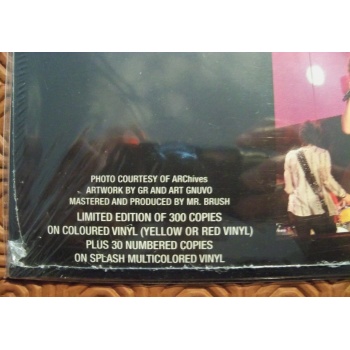 PHOTO COURTESY OF ARChives
ARTWORK BY GR AND ART GNUVO
MASTERED AND PRODUCED BY MR. BRUSH
LIMITED EDITION OF 300 COPIES
ON COLOURED VINYL (YELLOW OR RED VINYL)
PLUS 30 NUMBERED COPIES
ON SPLASH MULTICOLORED VINYL